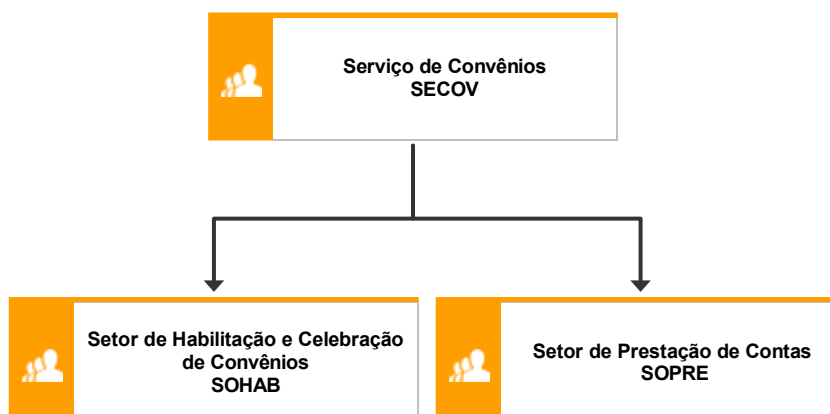 Serviço de Convênios
SECOV
Setor de Habilitação e Celebração
de Convênios
SOHAB
Setor de Prestação de Contas
SOPRE